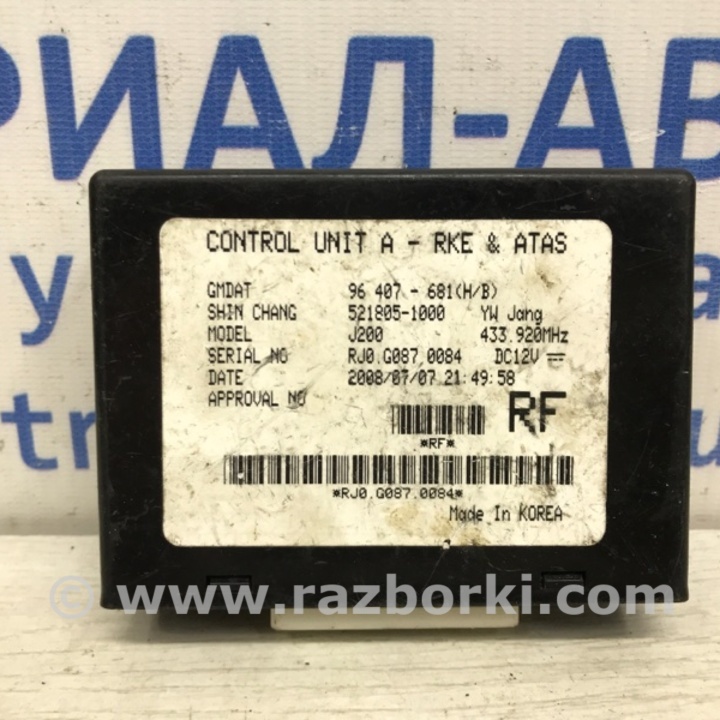 РИАЛ-АВ
CONTROL UNIT A - RKE & ATAS
GMDAT 96 407 - 681(H/B)
SHIN CHANG 521805-1000 YW Jang
MODEL J200 433.920MHz
SERIAL NO RJ0.G087.0084 DC12V
DATE 2008/07/07 21:49:58
APPROVAL NO
RF
*RF*
*RJ0.G087.0084*
Made In KOREA
© www.razborki.com